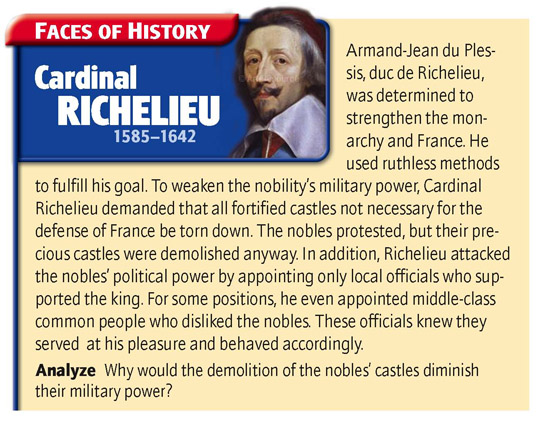 FACES OF HISTORY
Cardinal
RICHELIEU
1585–1642
Armand-Jean du Ples-
sis, duc de Richelieu,
was determined to
strengthen the mon-
archy and France. He
used ruthless methods
to fulfill his goal. To weaken the nobility's military power, Cardinal
Richelieu demanded that all fortified castles not necessary for the
defense of France be torn down. The nobles protested, but their pre-
cious castles were demolished anyway. In addition, Richelieu attacked
the nobles' political power by appointing only local officials who sup-
ported the king. For some positions, he even appointed middle-class
common people who disliked the nobles. These officials knew they
served at his pleasure and behaved accordingly.
Analyze Why would the demolition of the nobles' castles diminish
their military power?